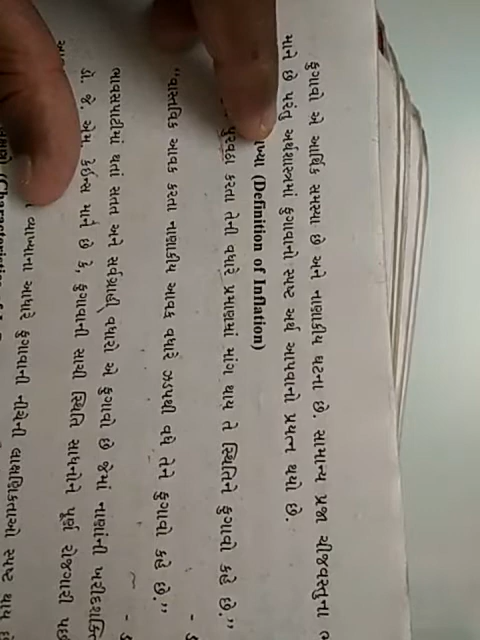 ફુગાવો એ આર્થિક સમસ્યા છે અને નાણાકીય ઘટના છે. સામાન્ય પ્રજા ચીજવસ્તુના
માને છે પરંતુ અર્થશાસ્ત્રમાં ફુગાવાનો સ્પષ્ટ અર્થ આપવાનો પ્રયત્ન થયો છે.
(Definition of Inflation)
પુરવઠા કરતા તેની વધારે પ્રમાણમાં માંગ થાય તે સ્થિતિને ફુગાવો કહે છે.”
“વાસ્તવિક આવક કરતા નાણાકીય આવક વધારે ઝડપથી વધે તેને ફુગાવો કહે છે.”
ભાવસપાટીમાં થતો સતત અને સર્વગ્રાહી વધારો એ ફુગાવો છે જેમાં નાણાંની ખરીદશક્તિ
ડૉ. જે. એમ. કેઈન્સ માને છે કે, ફુગાવાની સાચી સ્થિતિ સાધનોને પૂર્ણ રોજગારી
વ્યાખ્યાના આધારે ફુગાવાની નીચેની લાક્ષણિકતાઓ સ્પષ્ટ થાય